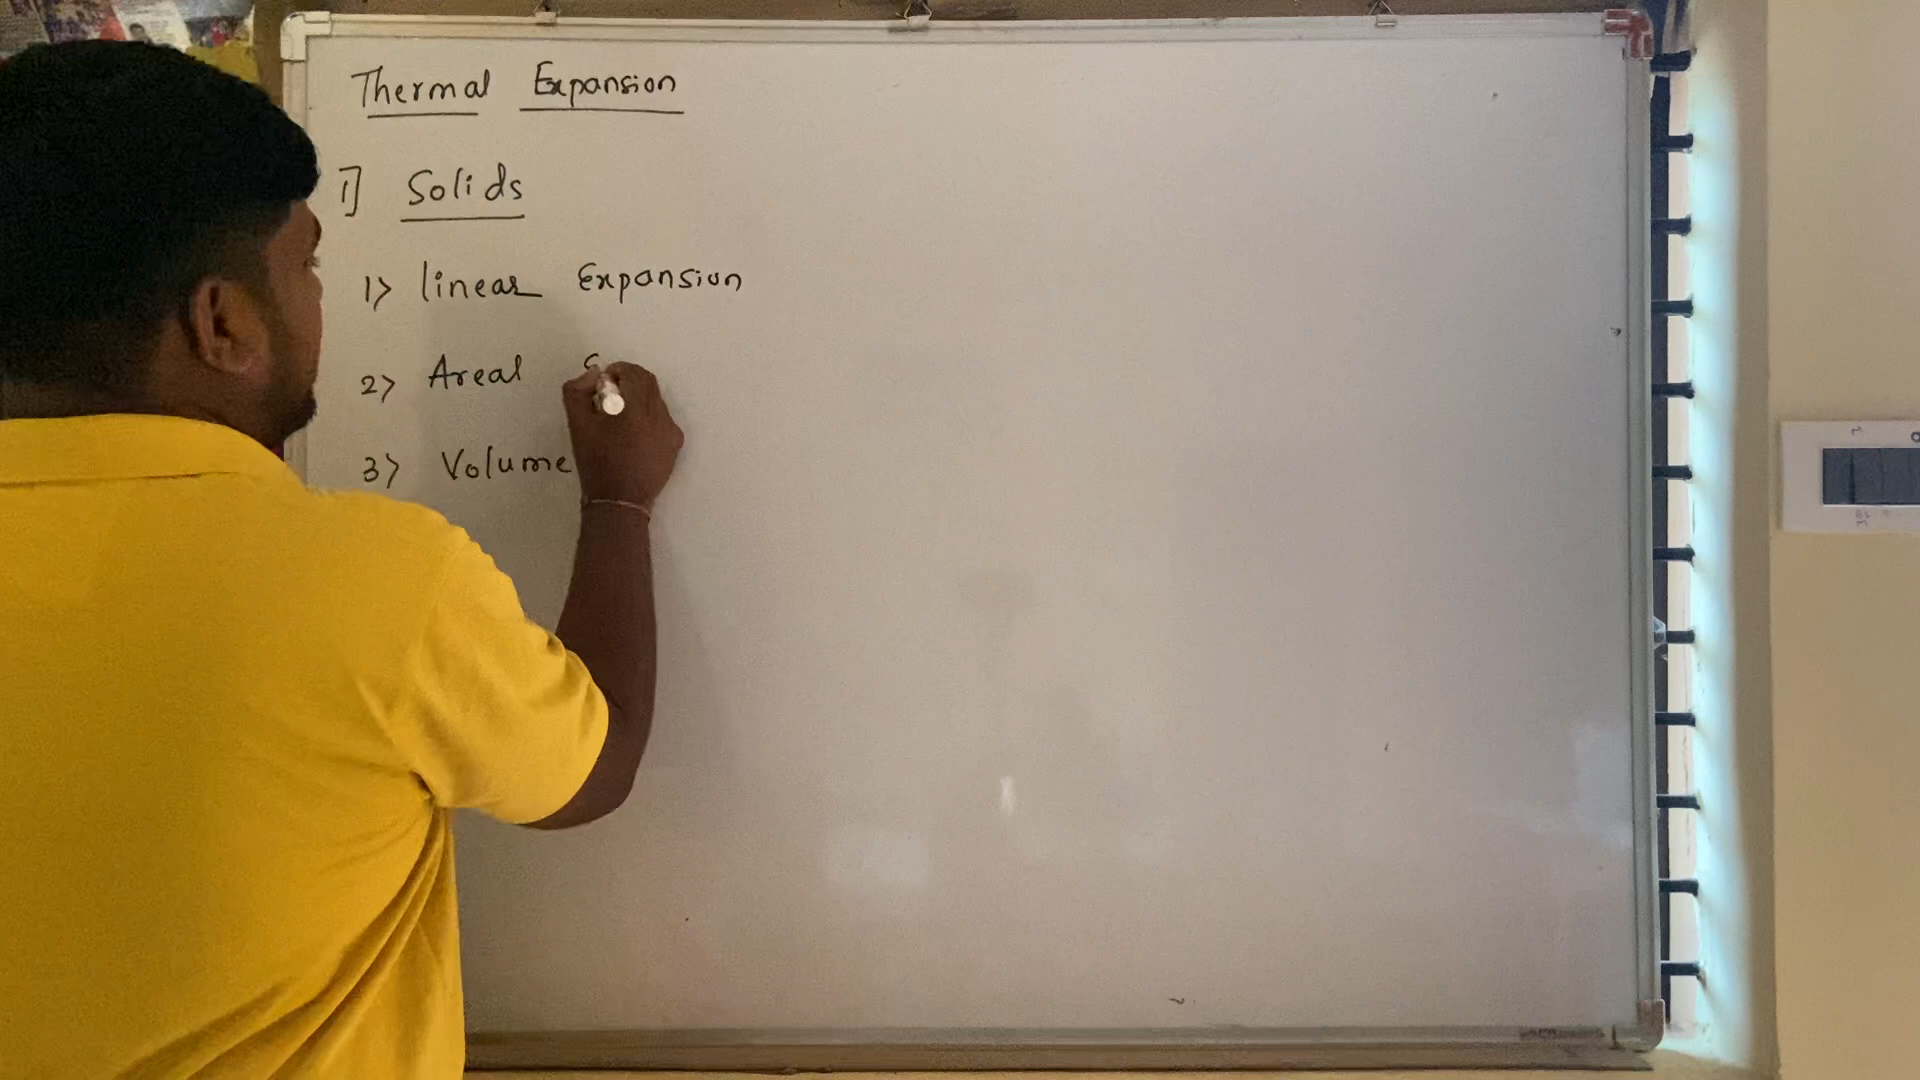 Thermal Expansion
1] Solids
1> linear Expansion
2> Areal
3> Volume